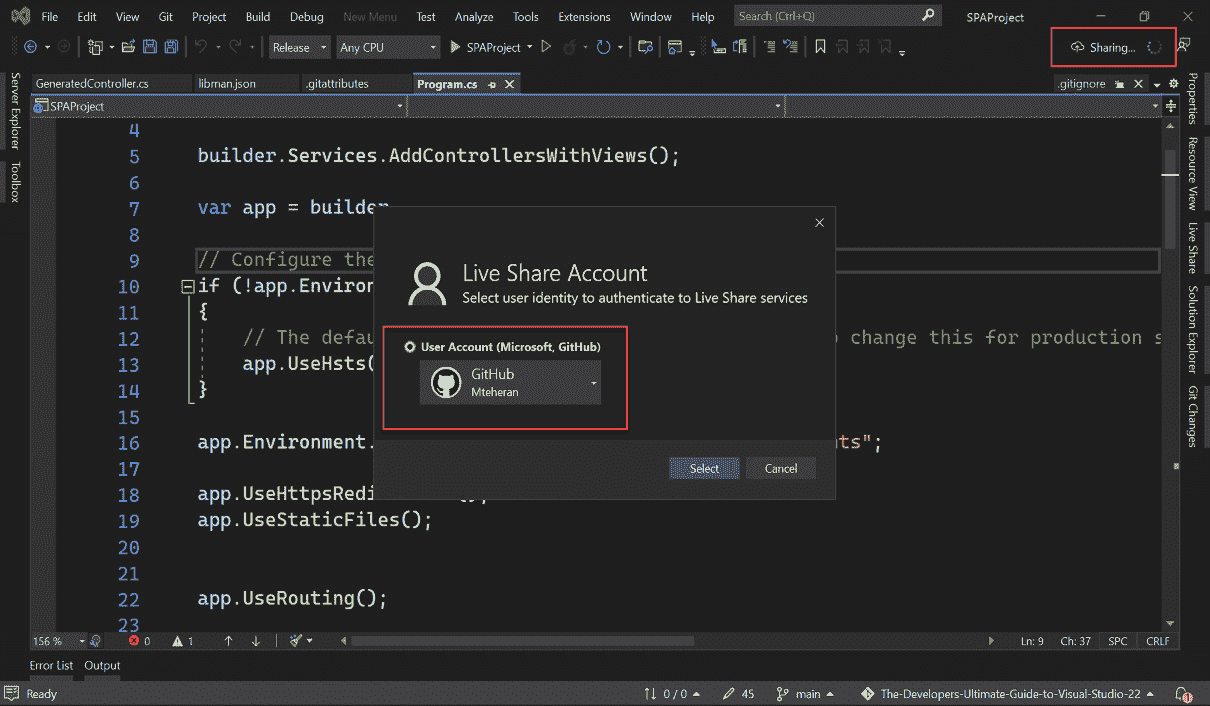 File Edit View Git Project Build Debug New Menu Test Analyze Tools Extensions Window Help Search (Ctrl+Q) SPAProject
Release Any CPU SPAProject Sharing...
GeneratedController.cs libman.json .gitattributes Program.cs .gitignore
SPAProject
Server Explorer
Toolbox
4
5 builder.Services.AddControllersWithViews();
6
7 var app = builder
8
9 // Configure the
10 if (!app.Environ
11 {
12 // The defau change this for production s
13 app.UseHsts(
14 }
15
16 app.Environment. ts";
17
18 app.UseHttpsRedi ();
19 app.UseStaticFiles();
20
21
22 app.UseRouting();
23
Live Share Account
Select user identity to authenticate to Live Share services
User Account (Microsoft, GitHub)
GitHub
Mteheran
Select Cancel
Properties
Resource View
Live Share
Solution Explorer
Git Changes
156 % 0 1 Ln: 9 Ch: 37 SPC CRLF
Error List Output
Ready 0 / 0 45 main The-Developers-Ultimate-Guide-to-Visual-Studio-22 1